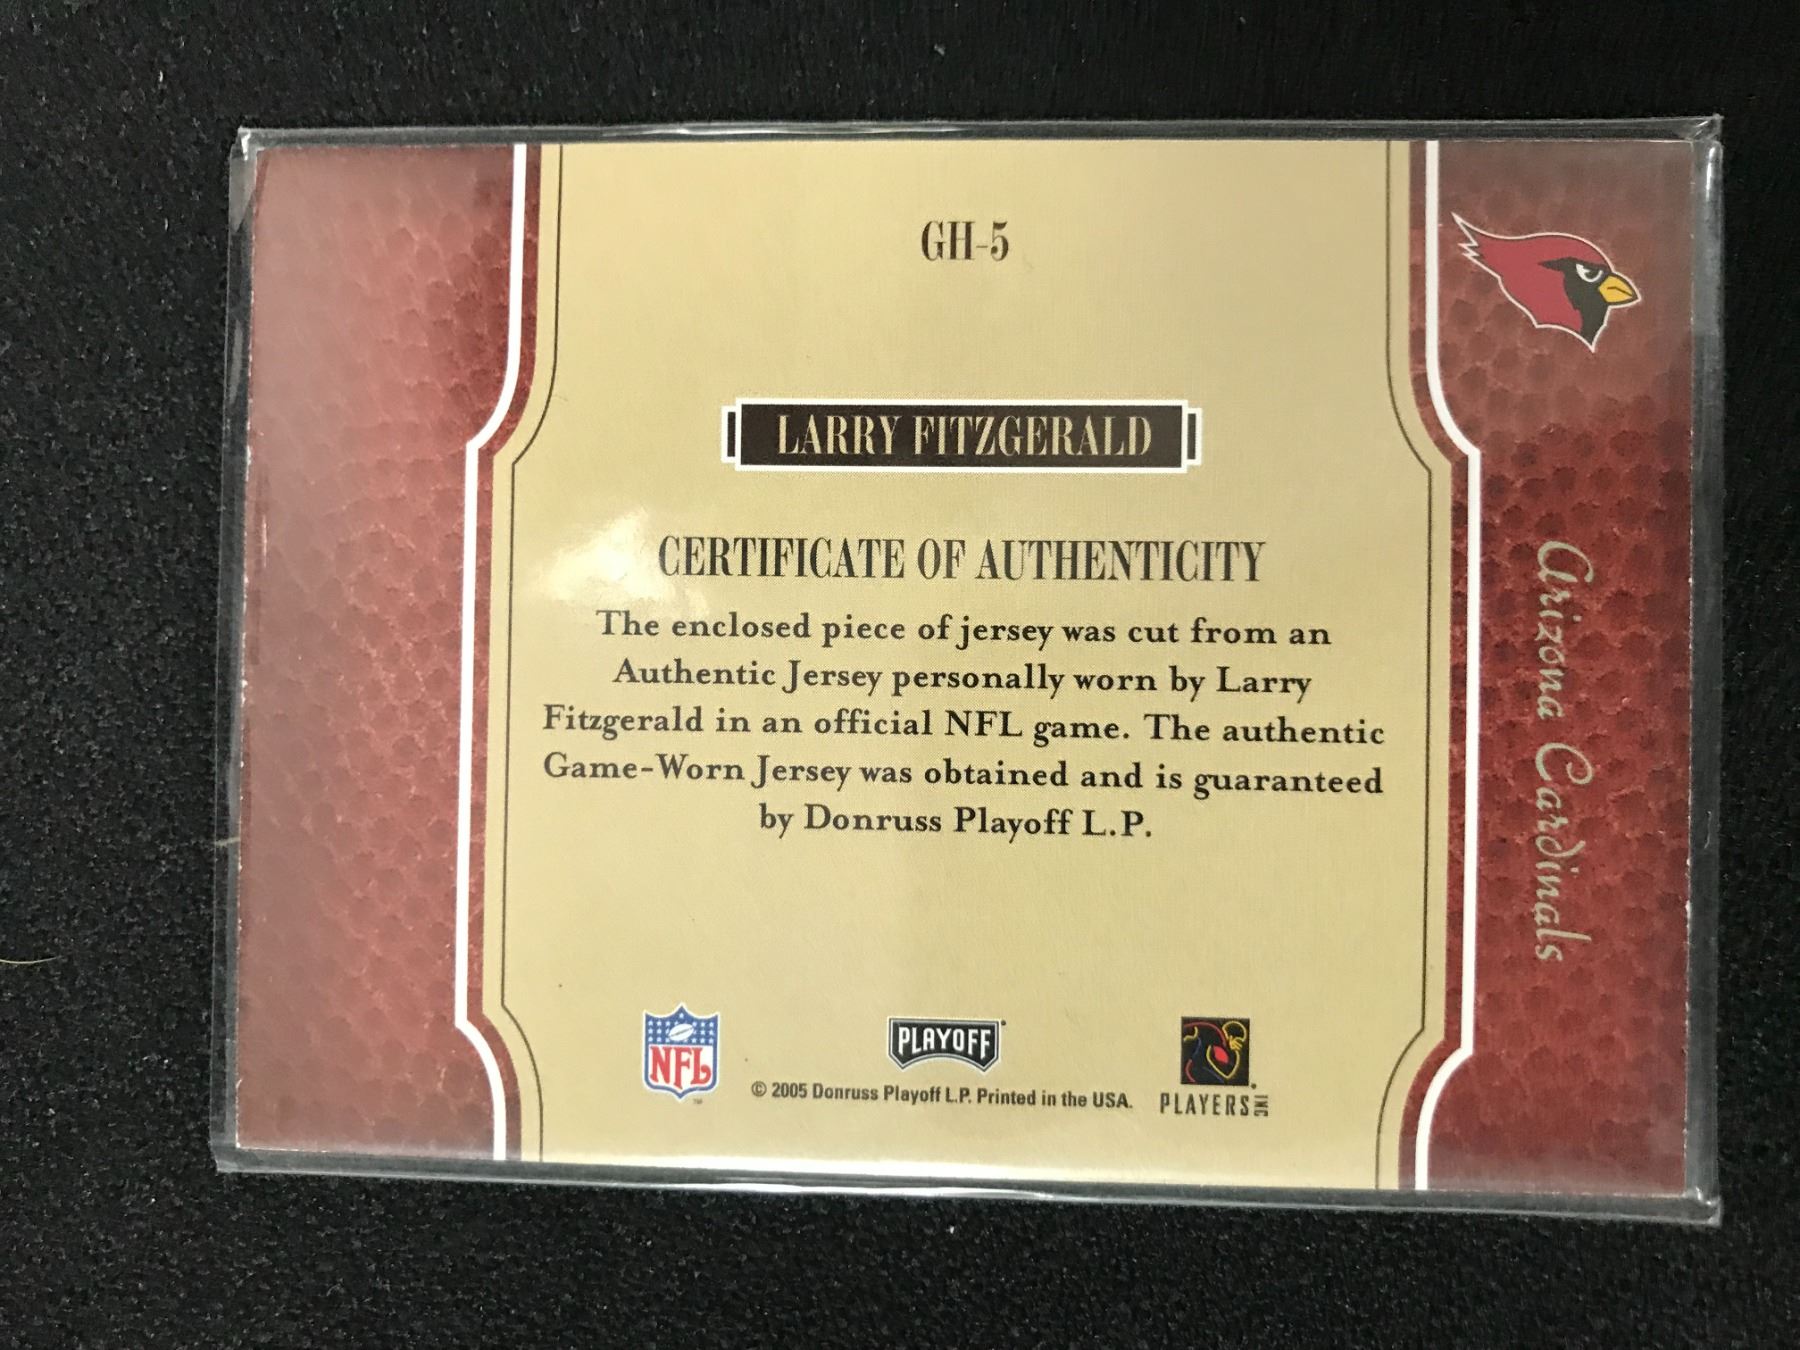 GH-5
LARRY FITZGERALD
CERTIFICATE OF AUTHENTICITY
The enclosed piece of jersey was cut from an
Authentic Jersey personally worn by Larry
Fitzgerald in an official NFL game. The authentic
Game-Worn Jersey was obtained and is guaranteed
by Donruss Playoff L.P.
Arizona Cardinals
NFL
TM
PLAYOFF
© 2005 Donruss Playoff L.P. Printed in the USA.
PLAYERS INC